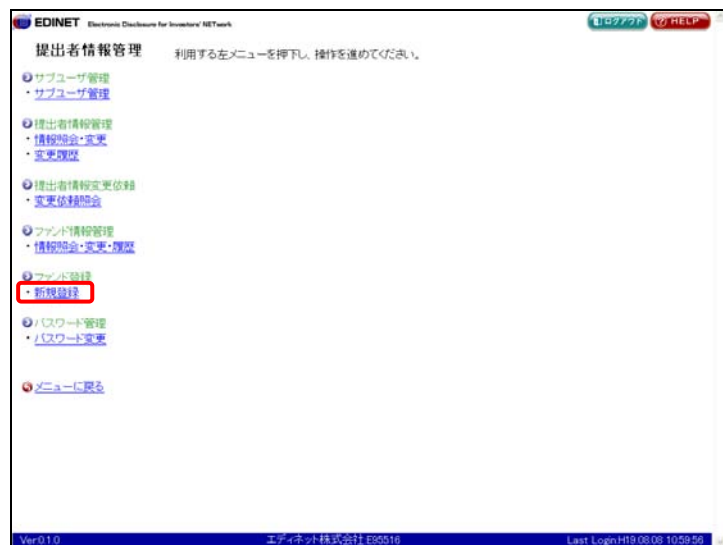 EDINET Electronic Disclosure for Investors' NETwork
ログアウト HELP
提出者情報管理 利用する左メニューを押下し、操作を進めてください。
サブユーザ管理
・サブユーザ管理
提出者情報管理
・情報照会・変更
・変更履歴
提出者情報変更依頼
・変更依頼照会
ファンド情報管理
・情報照会・変更・履歴
ファンド登録
・新規登録
パスワード管理
・パスワード変更
メニューに戻る
Ver.0.1.0 エディネット株式会社 E95516 Last Login:H19.08.08 10:59:56